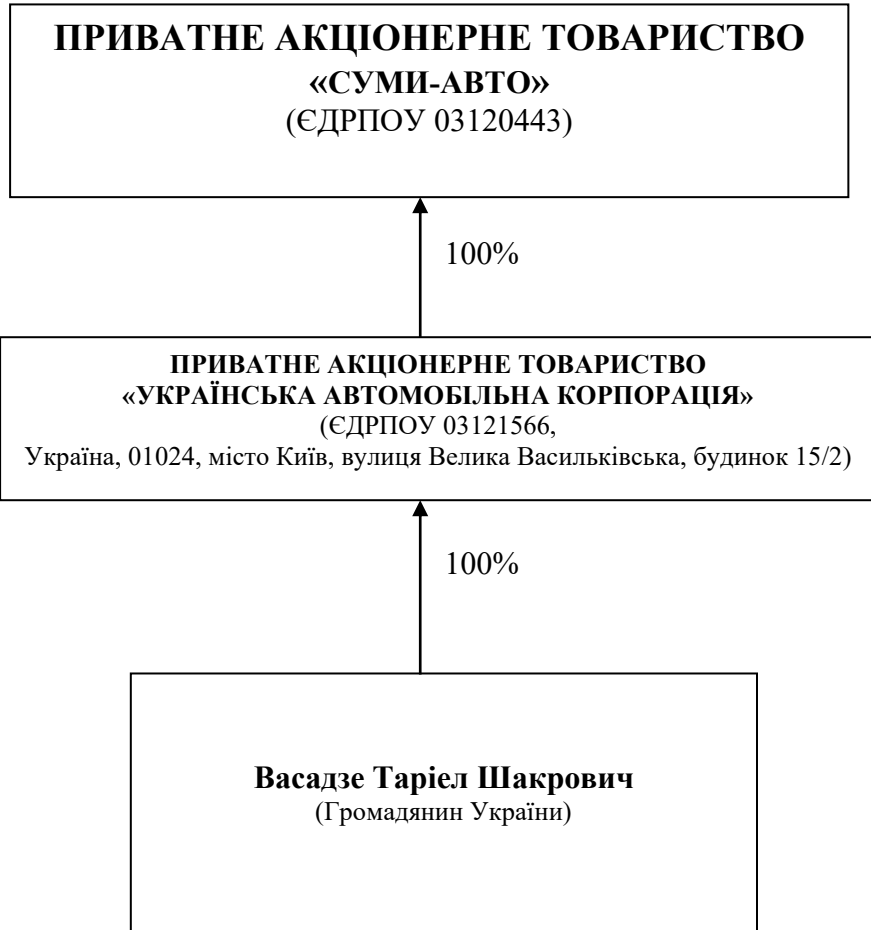 ПРИВАТНЕ АКЦІОНЕРНЕ ТОВАРИСТВО
«СУМИ-АВТО»
(ЄДРПОУ 03120443)
100%
ПРИВАТНЕ АКЦІОНЕРНЕ ТОВАРИСТВО
«УКРАЇНСЬКА АВТОМОБІЛЬНА КОРПОРАЦІЯ»
(ЄДРПОУ 03121566,
Україна, 01024, місто Київ, вулиця Велика Васильківська, будинок 15/2)
100%
Васадзе Таріел Шакрович
(Громадянин України)